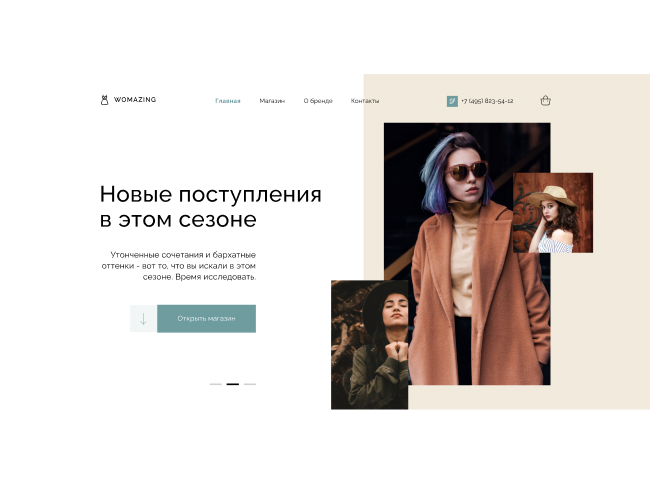 WOMAZING
Главная
Магазин
О бренде
Контакты
+7 (495) 823-54-12
Новые поступления
в этом сезоне
Утонченные сочетания и бархатные
оттенки - вот то, что вы искали в этом
сезоне. Время исследовать.
Открыть магазин